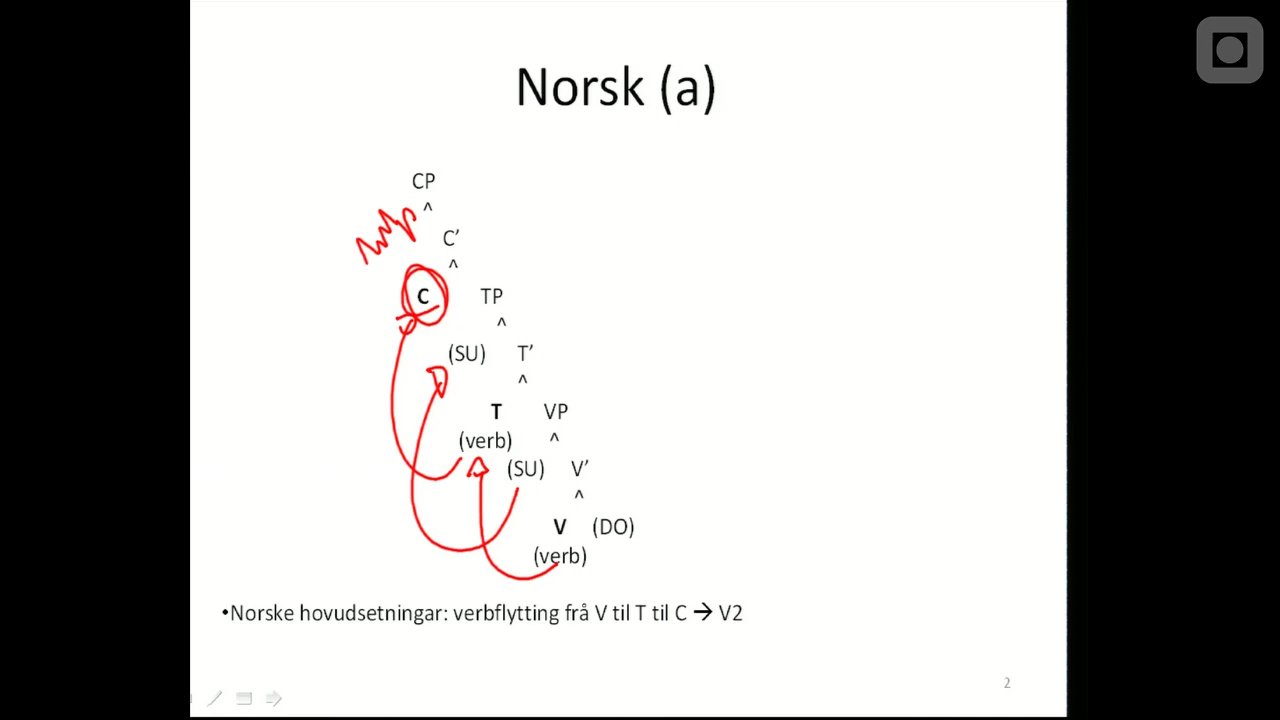 Norsk (a)
CP
^
C’
^
C TP
^
(SU) T’
^
T VP
(verb) ^
(SU) V’
^
V (DO)
(verb)
•Norske hovudsetningar: verbflytting frå V til T til C → V2
2